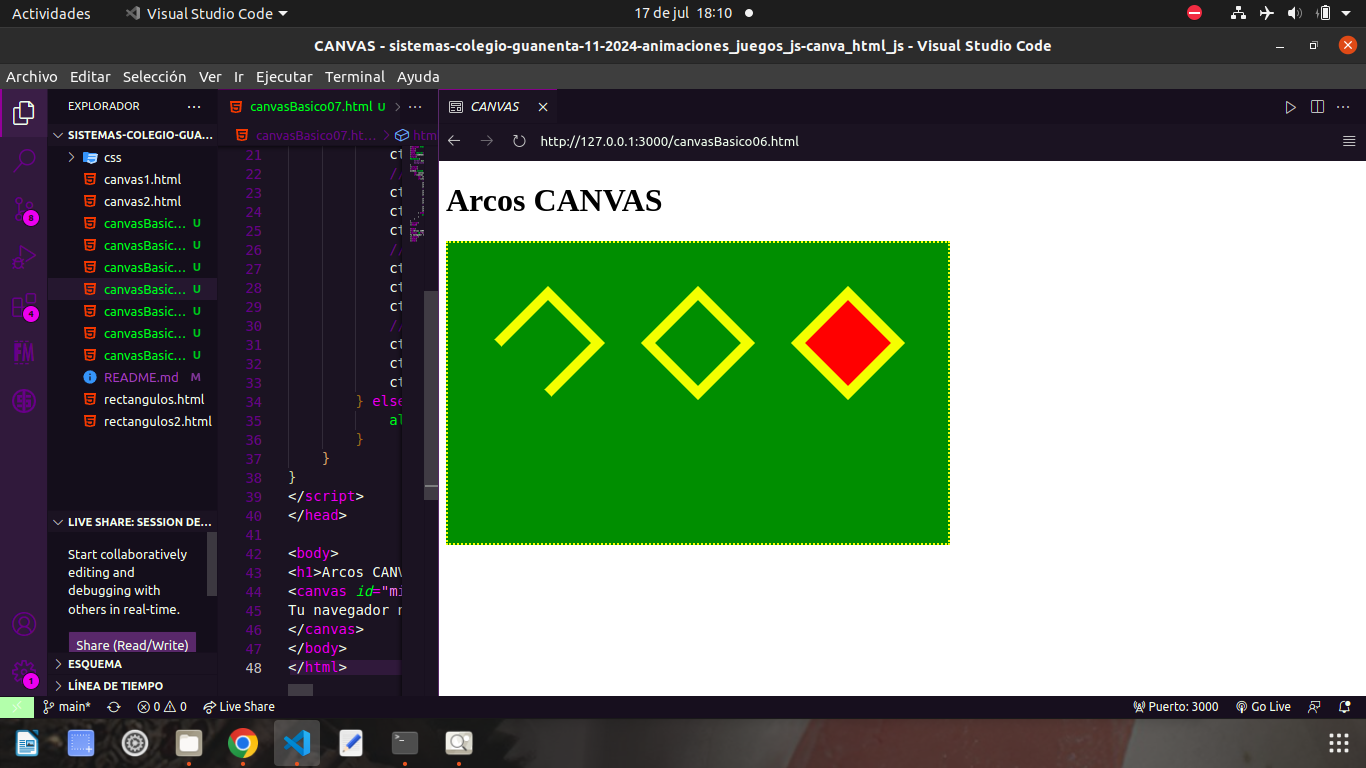 Actividades
Visual Studio Code
17 de jul 18:10
CANVAS - sistemas-colegio-guanenta-11-2024-animaciones_juegos_js-canva_html_js - Visual Studio Code
Archivo Editar Selección Ver Ir Ejecutar Terminal Ayuda
EXPLORADOR
SISTEMAS-COLEGIO-GUA...
css
canvas1.html
canvas2.html
canvasBasic... U
canvasBasic... U
canvasBasic... U
canvasBasic... U
canvasBasic... U
canvasBasic... U
canvasBasic... U
README.md M
rectangulos.html
rectangulos2.html
LIVE SHARE: SESSION DE...
Start collaboratively
editing and
debugging with
others in real-time.
Share (Read/Write)
ESQUEMA
LÍNEA DE TIEMPO
8
4
1
canvasBasico07.html U
canvasBasico07.ht... > htm
21 ct
22 //
23 ct
24 ct
25 ct
26 //
27 ct
28 ct
29 ct
30 //
31 ct
32 ct
33 ct
34 } else
35 al
36 }
37 }
38 }
39 </script>
40 </head>
41
42 <body>
43 <h1>Arcos CANV
44 <canvas id="mi
45 Tu navegador n
46 </canvas>
47 </body>
48 </html>
CANVAS
http://127.0.0.1:3000/canvasBasico06.html
Arcos CANVAS
main* 0 0 Live Share
Puerto: 3000 Go Live